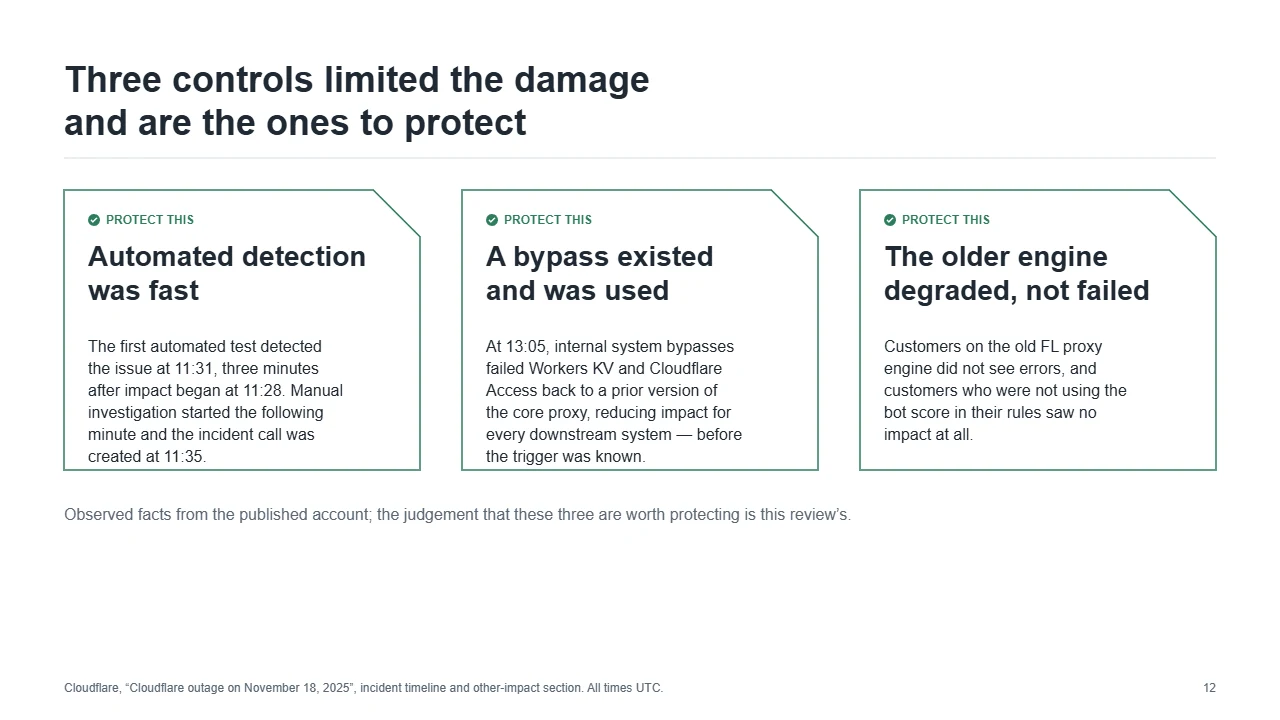 Three controls limited the damage
and are the ones to protect
PROTECT THIS
Automated detection
was fast
The first automated test detected
the issue at 11:31, three minutes
after impact began at 11:28. Manual
investigation started the following
minute and the incident call was
created at 11:35.
PROTECT THIS
A bypass existed
and was used
At 13:05, internal system bypasses
failed Workers KV and Cloudflare
Access back to a prior version of
the core proxy, reducing impact for
every downstream system — before
the trigger was known.
PROTECT THIS
The older engine
degraded, not failed
Customers on the old FL proxy
engine did not see errors, and
customers who were not using the
bot score in their rules saw no
impact at all.
Observed facts from the published account; the judgement that these three are worth protecting is this review’s.
Cloudflare, “Cloudflare outage on November 18, 2025”, incident timeline and other-impact section. All times UTC.
12